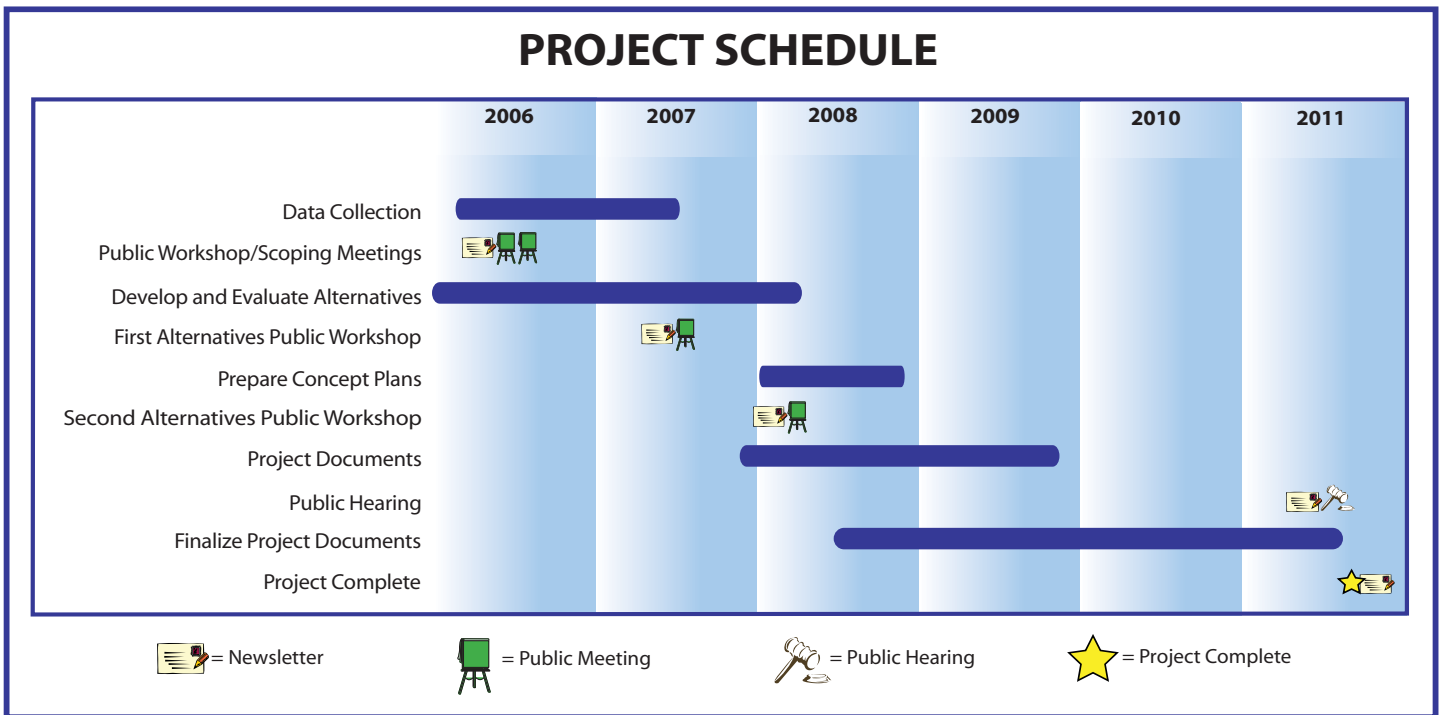 PROJECT SCHEDULE
2006 2007 2008 2009 2010 2011
Data Collection
Public Workshop/Scoping Meetings
Develop and Evaluate Alternatives
First Alternatives Public Workshop
Prepare Concept Plans
Second Alternatives Public Workshop
Project Documents
Public Hearing
Finalize Project Documents
Project Complete
= Newsletter = Public Meeting = Public Hearing = Project Complete